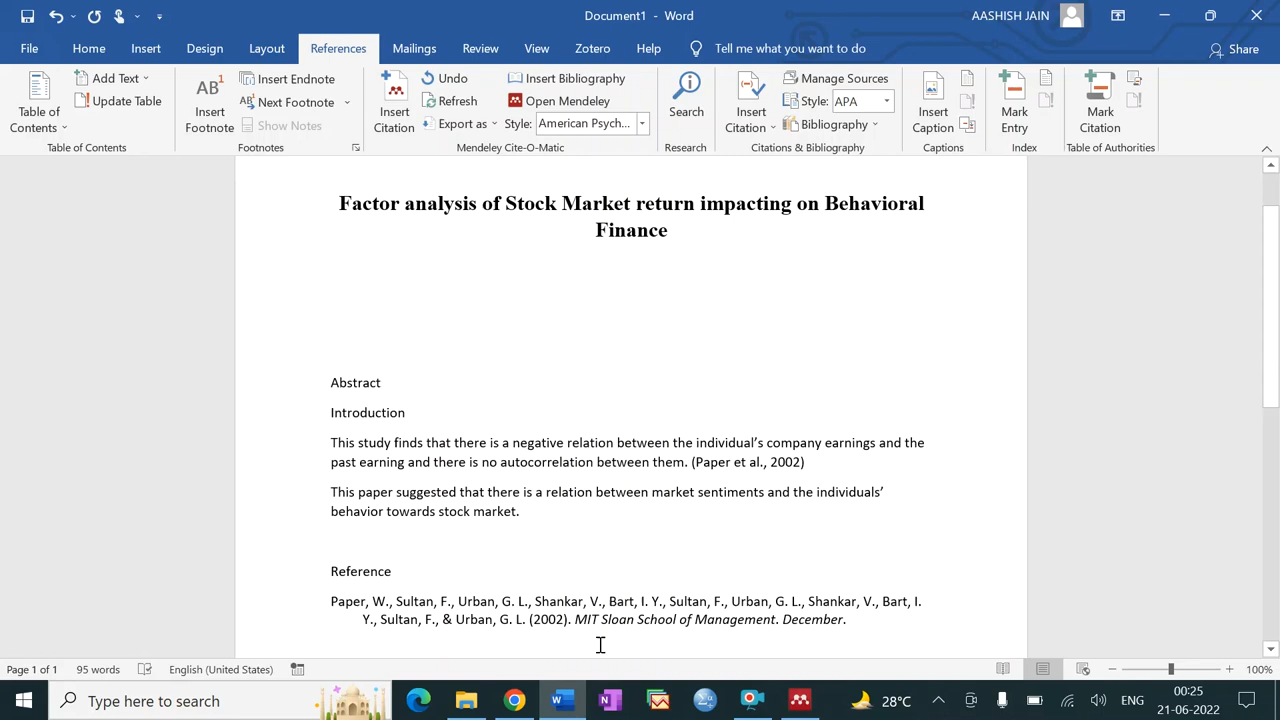 Document1 - Word
AASHISH JAIN
File Home Insert Design Layout References Mailings Review View Zotero Help Tell me what you want to do Share
Table of Contents
Add Text
Update Table
Table of Contents
AB1 Insert Footnote
Insert Endnote
Next Footnote
Show Notes
Footnotes
Insert Citation
Undo
Refresh
Export as
Insert Bibliography
Open Mendeley
Style: American Psych...
Mendeley Cite-O-Matic
Search
Research
Insert Citation
Manage Sources
Style: APA
Bibliography
Citations & Bibliography
Insert Caption
Captions
Mark Entry
Index
Mark Citation
Table of Authorities
Factor analysis of Stock Market return impacting on Behavioral
Finance
Abstract
Introduction
This study finds that there is a negative relation between the individual’s company earnings and the
past earning and there is no autocorrelation between them. (Paper et al., 2002)
This paper suggested that there is a relation between market sentiments and the individuals’
behavior towards stock market.
Reference
Paper, W., Sultan, F., Urban, G. L., Shankar, V., Bart, I. Y., Sultan, F., Urban, G. L., Shankar, V., Bart, I.
Y., Sultan, F., & Urban, G. L. (2002). MIT Sloan School of Management. December.
Page 1 of 1 95 words English (United States) 100%
Type here to search
28°C
ENG
00:25
21-06-2022